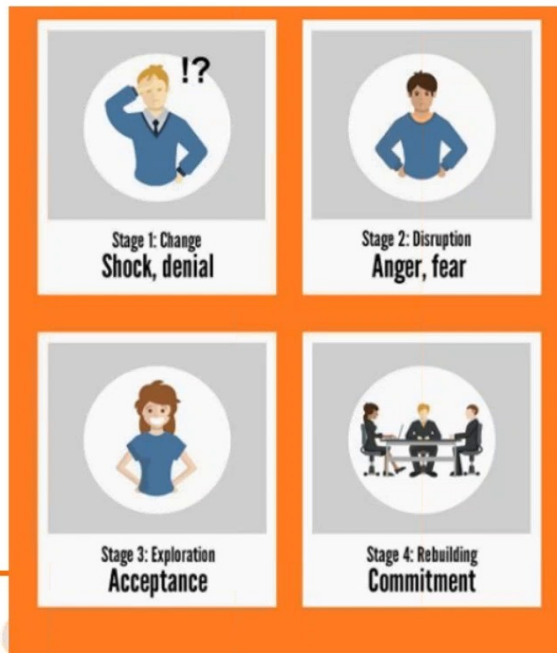 !?
Stage 1: Change
Shock, denial
Stage 2: Disruption
Anger, fear
Stage 3: Exploration
Acceptance
Stage 4: Rebuilding
Commitment